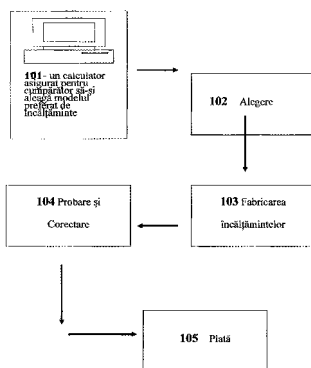 101 - un calculator
asigurat pentru
cumpărător să-și
aleagă modelul
preferat de
încălțăminte
102 Alegere
104 Probare și
Corectare
103 Fabricarea
încălțămintelor
105 Plată